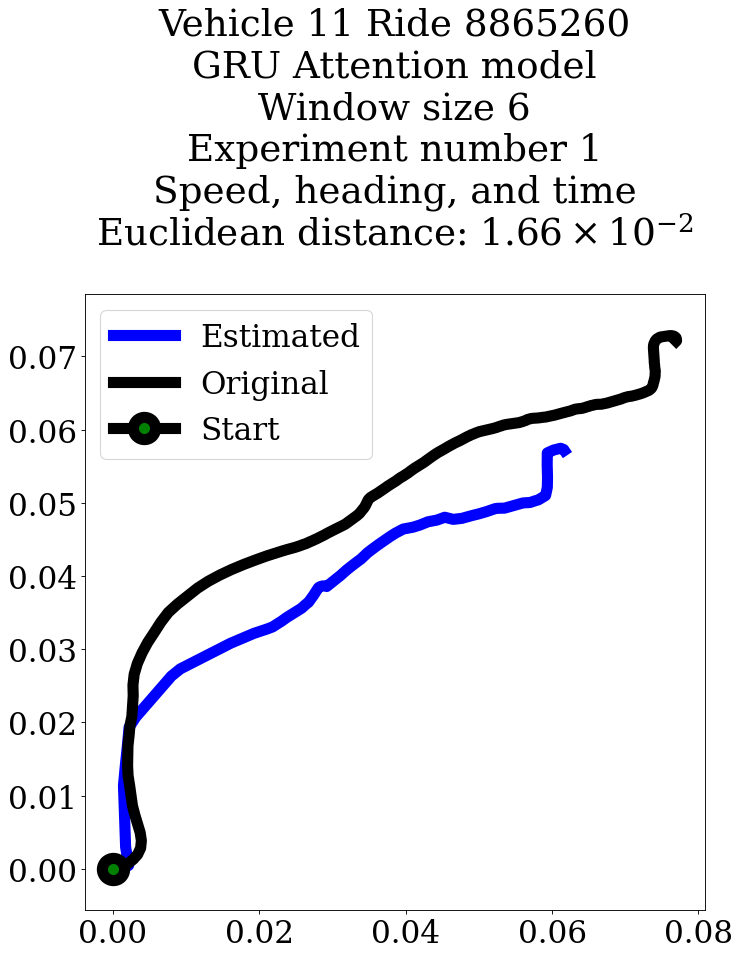 Vehicle 11 Ride 8865260
GRU Attention model
Window size 6
Experiment number 1
Speed, heading, and time
Euclidean distance: 1.66 × 10⁻²
Estimated
Original
Start
0.07
0.06
0.05
0.04
0.03
0.02
0.01
0.00
0.00 0.02 0.04 0.06 0.08